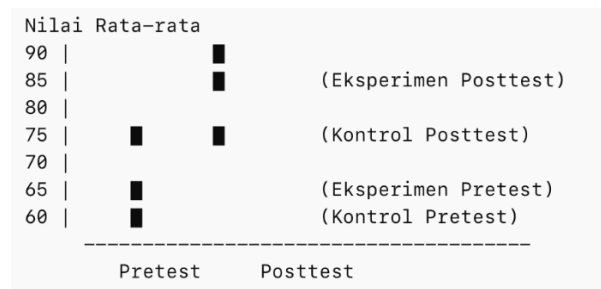 Nilai Rata-rata
90 |
85 | (Eksperimen Posttest)
80 |
75 | (Kontrol Posttest)
70 |
65 | (Eksperimen Pretest)
60 | (Kontrol Pretest)
Pretest Posttest